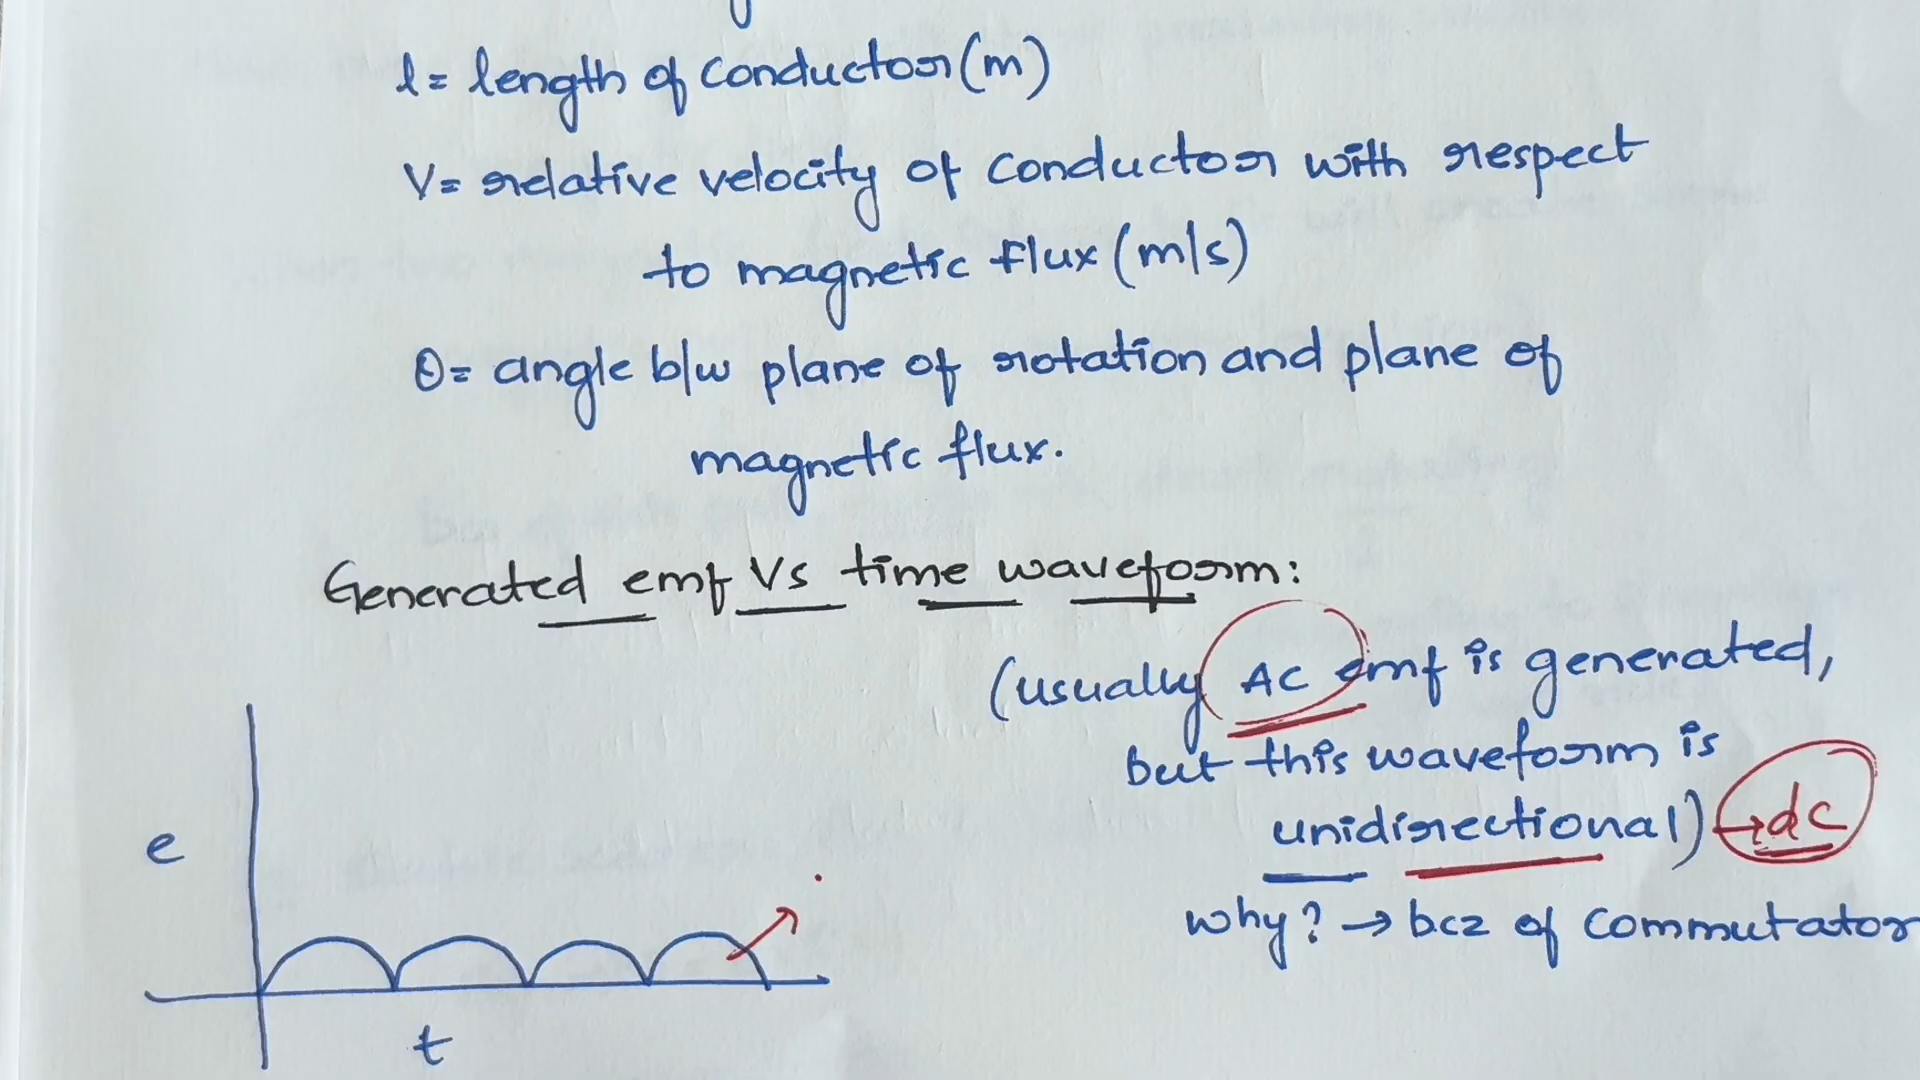 l = length of conductor (m)
V = relative velocity of conductor with respect
to magnetic flux (m/s)
θ = angle b/w plane of rotation and plane of
magnetic flux.
Generated emf Vs time waveform:
(usually AC emf is generated,
but this waveform is
unidirectional) → dc
why? → bcz of commutator
e
t